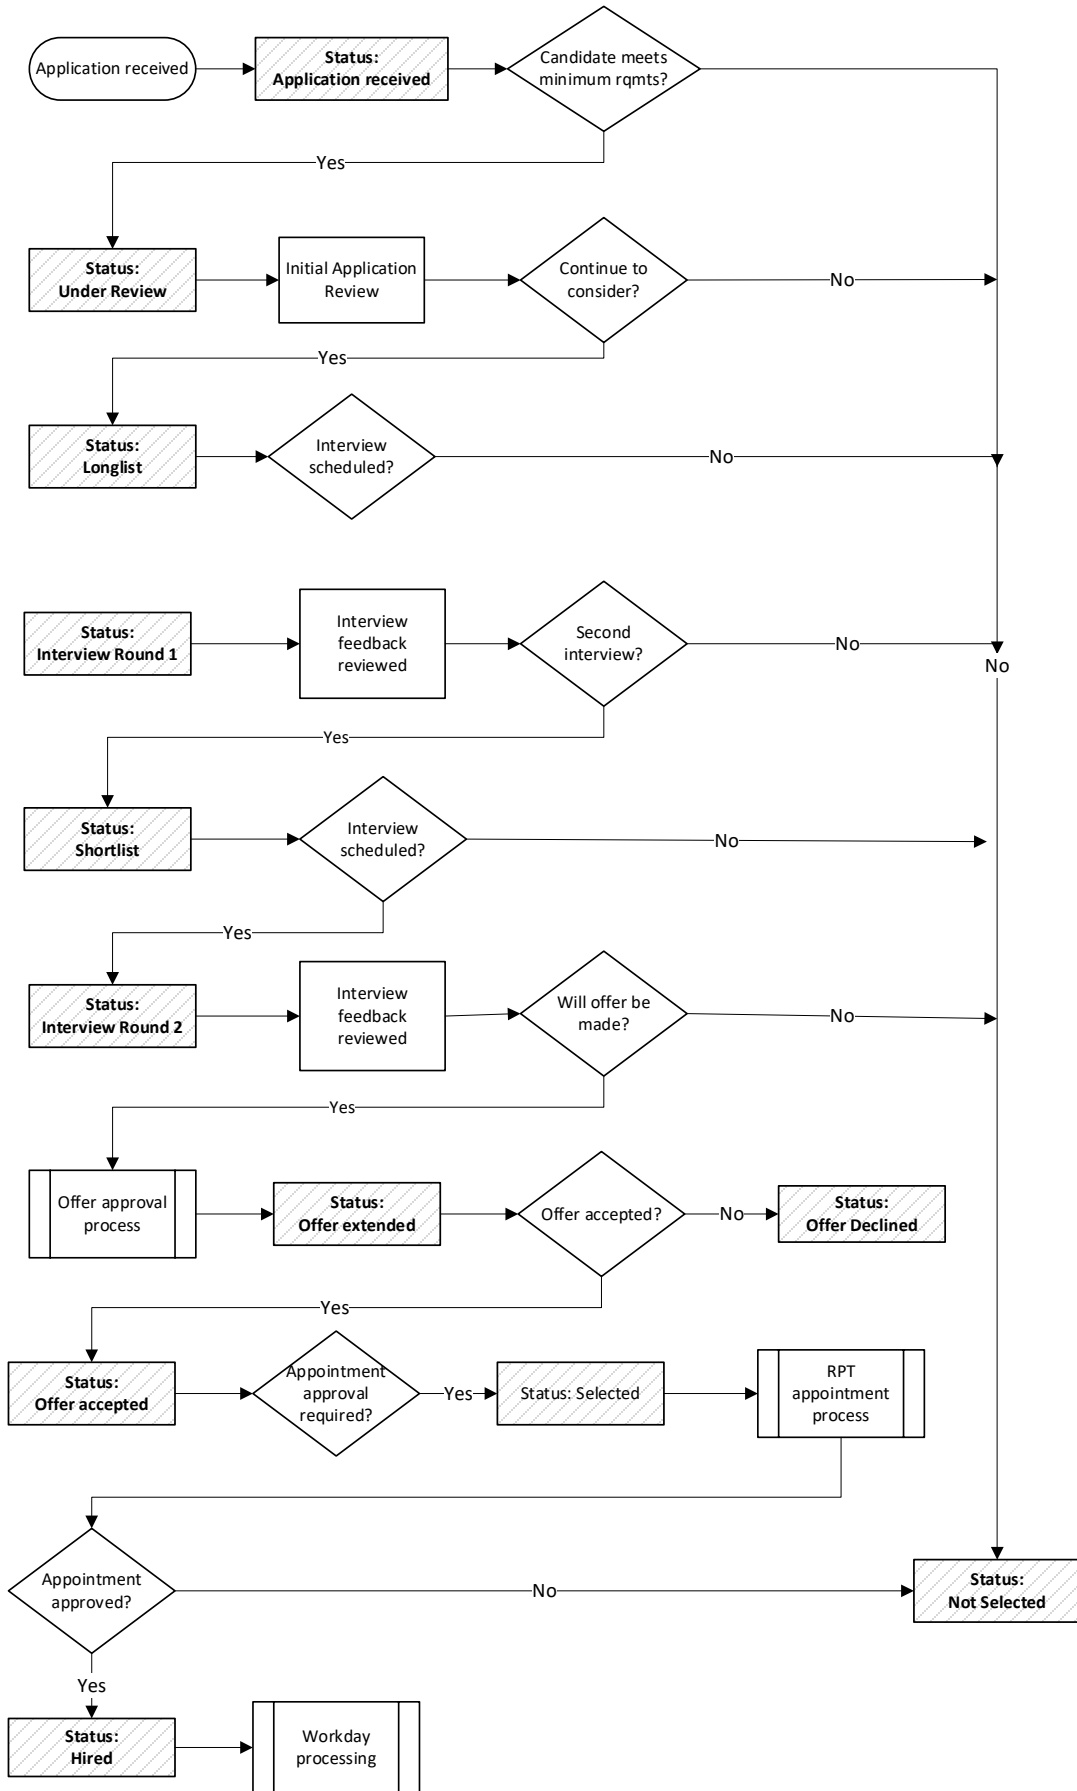 Application received
Status:
Application received
Candidate meets
minimum rqmts?
Yes
Status:
Under Review
Initial Application
Review
Continue to
consider?
No
Yes
Status:
Longlist
Interview
scheduled?
No
Status:
Interview Round 1
Interview
feedback
reviewed
Second
interview?
No
No
Yes
Status:
Shortlist
Interview
scheduled?
No
Yes
Status:
Interview Round 2
Interview
feedback
reviewed
Will offer be
made?
No
Yes
Offer approval
process
Status:
Offer extended
Offer accepted?
No
Status:
Offer Declined
Yes
Status:
Offer accepted
Appointment
approval
required?
Yes
Status: Selected
RPT
appointment
process
Appointment
approved?
No
Status:
Not Selected
Yes
Status:
Hired
Workday
processing